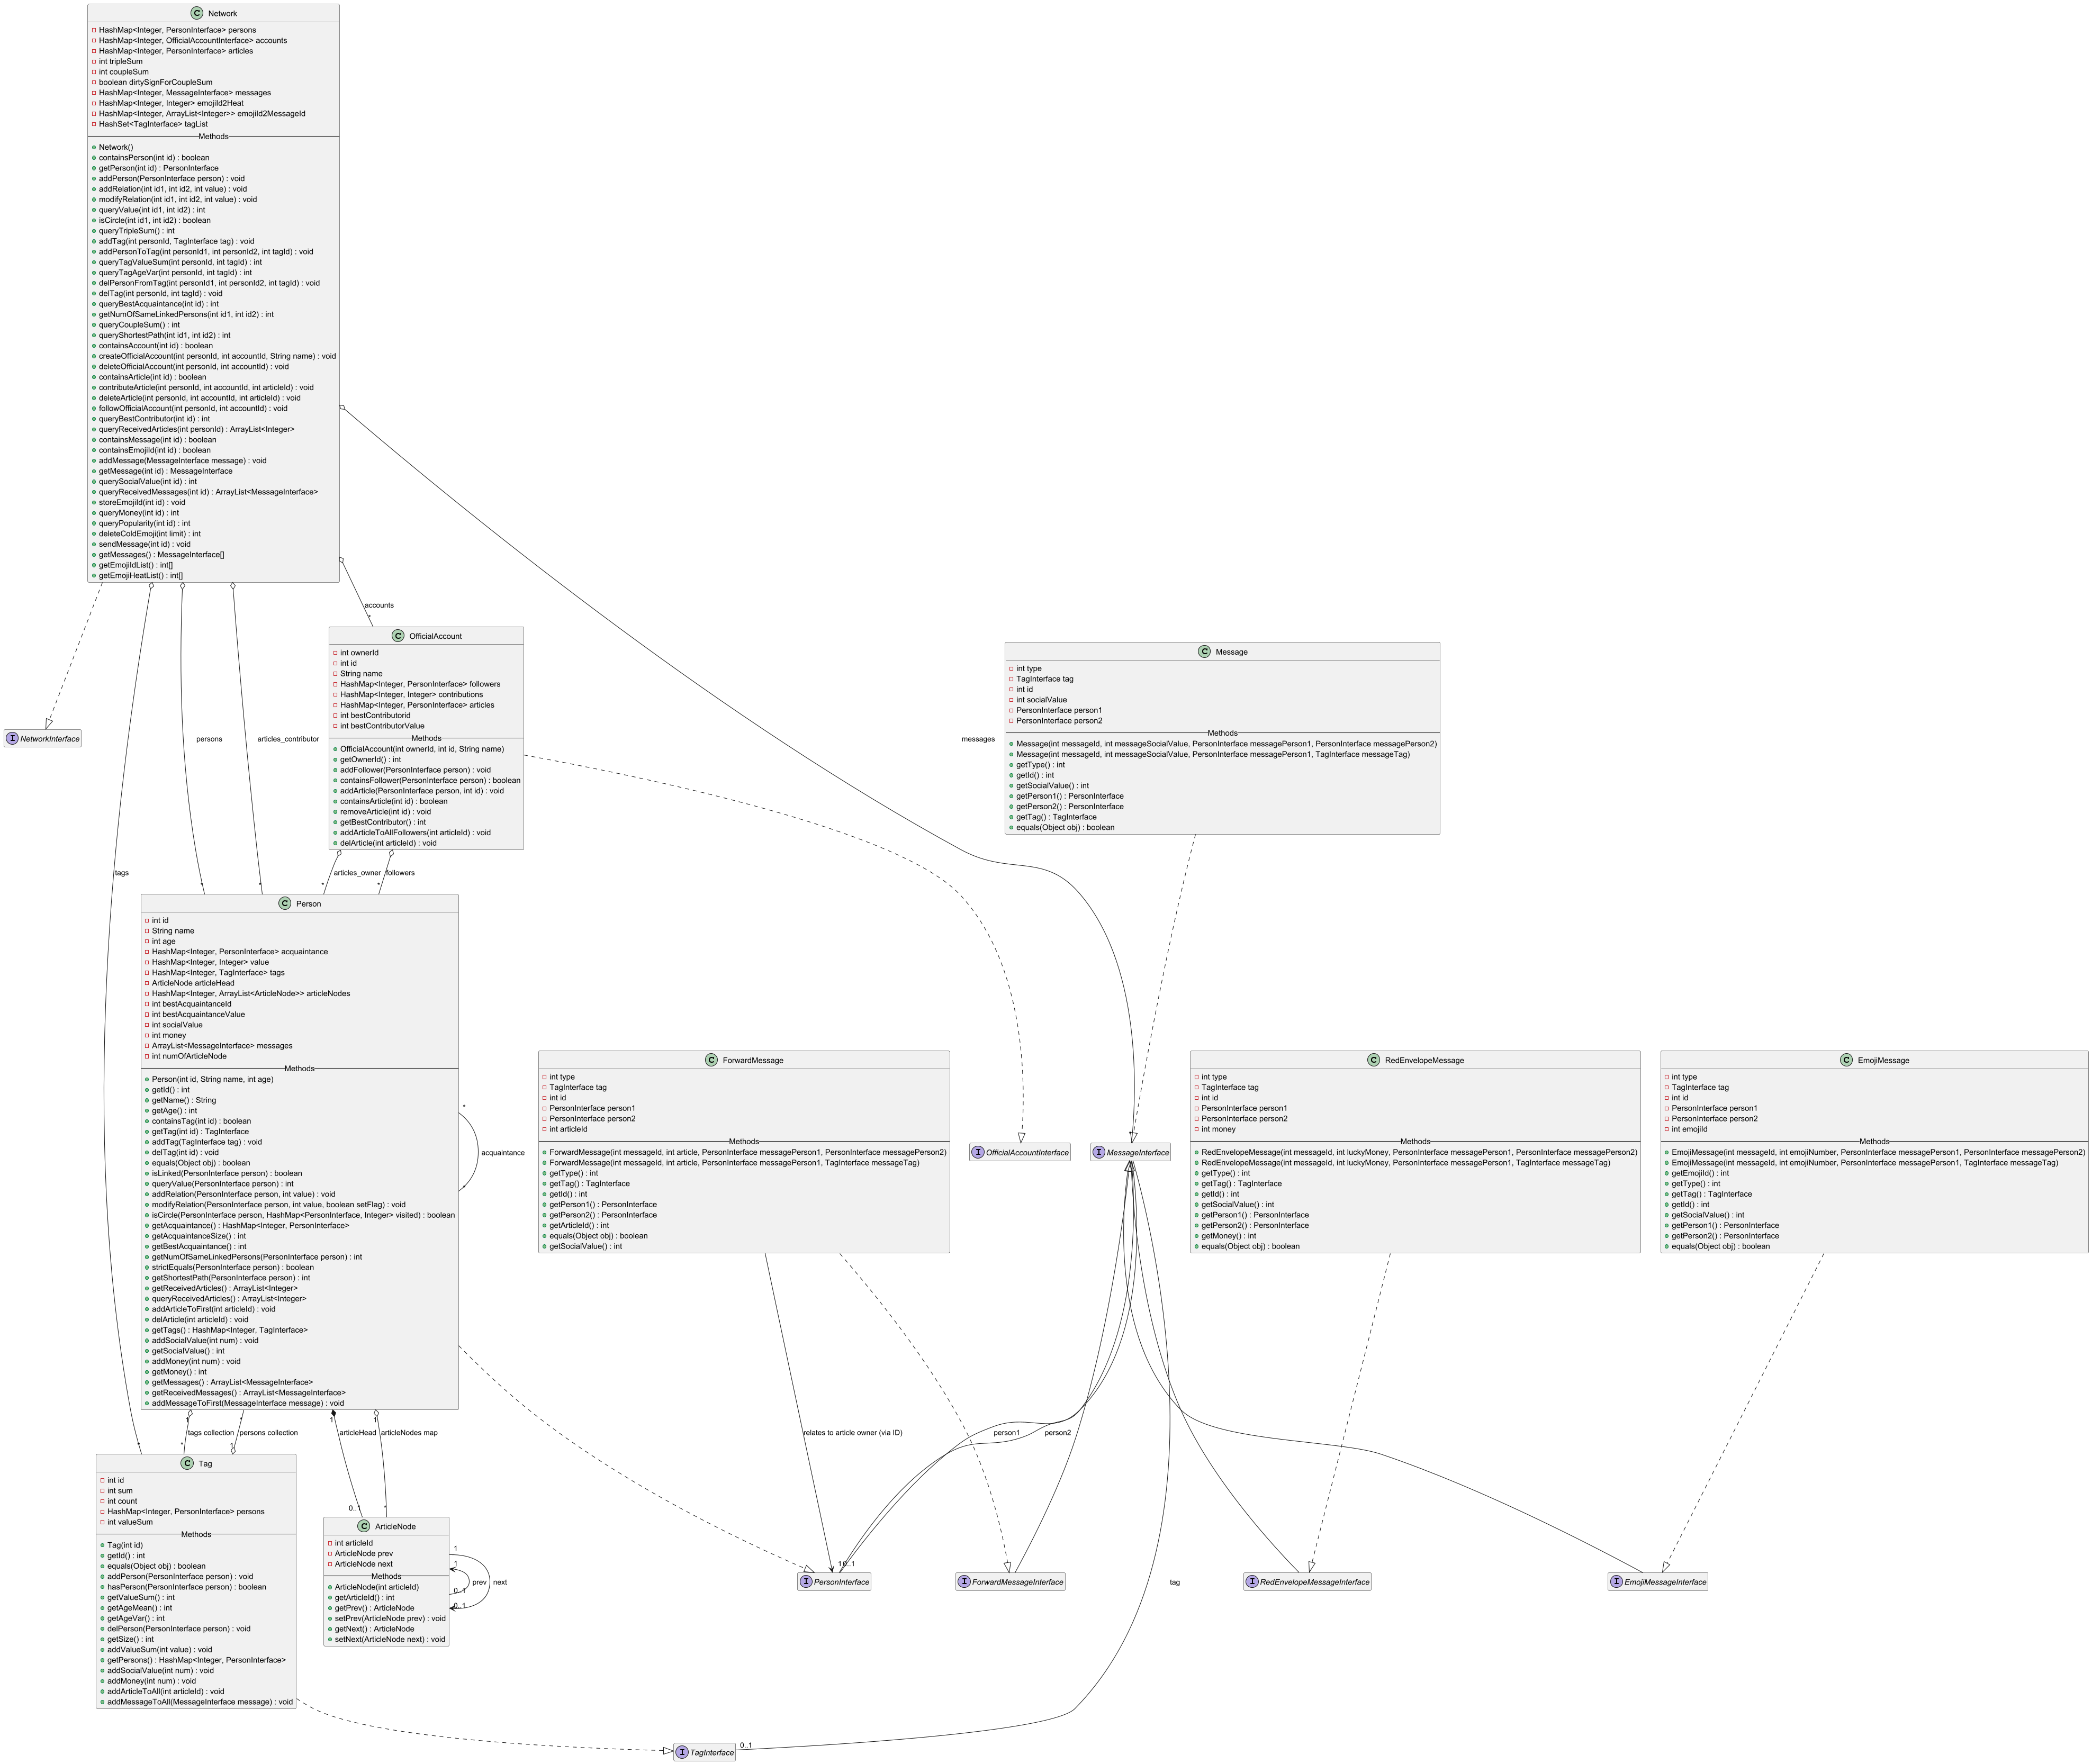 Network
HashMap<Integer, PersonInterface> persons
HashMap<Integer, OfficialAccountInterface> accounts
HashMap<Integer, PersonInterface> articles
int tripleSum
int coupleSum
boolean dirtySignForCoupleSum
HashMap<Integer, MessageInterface> messages
HashMap<Integer, Integer> emojiId2Heat
HashMap<Integer, ArrayList<Integer>> emojiId2MessageId
HashSet<TagInterface> tagList
Methods
Network()
containsPerson(int id) : boolean
getPerson(int id) : PersonInterface
addPerson(PersonInterface person) : void
addRelation(int id1, int id2, int value) : void
modifyRelation(int id1, int id2, int value) : void
queryValue(int id1, int id2) : int
isCircle(int id1, int id2) : boolean
queryTripleSum() : int
addTag(int personId, TagInterface tag) : void
addPersonToTag(int personId1, int personId2, int tagId) : void
queryTagValueSum(int personId, int tagId) : int
queryTagAgeVar(int personId, int tagId) : int
delPersonFromTag(int personId1, int personId2, int tagId) : void
delTag(int personId, int tagId) : void
queryBestAcquaintance(int id) : int
getNumOfSameLinkedPersons(int id1, int id2) : int
queryCoupleSum() : int
queryShortestPath(int id1, int id2) : int
containsAccount(int id) : boolean
createOfficialAccount(int personId, int accountId, String name) : void
deleteOfficialAccount(int personId, int accountId) : void
containsArticle(int id) : boolean
contributeArticle(int personId, int accountId, int articleId) : void
deleteArticle(int personId, int accountId, int articleId) : void
followOfficialAccount(int personId, int accountId) : void
queryBestContributor(int id) : int
queryReceivedArticles(int personId) : ArrayList<Integer>
containsMessage(int id) : boolean
containsEmojiId(int id) : boolean
addMessage(MessageInterface message) : void
getMessage(int id) : MessageInterface
querySocialValue(int id) : int
queryReceivedMessages(int id) : ArrayList<MessageInterface>
storeEmojiId(int id) : void
queryMoney(int id) : int
queryPopularity(int id) : int
deleteColdEmoji(int limit) : int
sendMessage(int id) : void
getMessages() : MessageInterface[]
getEmojiIdList() : int[]
getEmojiHeatList() : int[]
accounts
*
OfficialAccount
int ownerId
int id
String name
HashMap<Integer, PersonInterface> followers
HashMap<Integer, Integer> contributions
HashMap<Integer, PersonInterface> articles
int bestContributorid
int bestContributorValue
Methods
OfficialAccount(int ownerId, int id, String name)
getOwnerId() : int
addFollower(PersonInterface person) : void
containsFollower(PersonInterface person) : boolean
addArticle(PersonInterface person, int id) : void
containsArticle(int id) : boolean
removeArticle(int id) : void
getBestContributor() : int
addArticleToAllFollowers(int articleId) : void
delArticle(int articleId) : void
Message
int type
TagInterface tag
int id
int socialValue
PersonInterface person1
PersonInterface person2
Methods
Message(int messageId, int messageSocialValue, PersonInterface messagePerson1, PersonInterface messagePerson2)
Message(int messageId, int messageSocialValue, PersonInterface messagePerson1, TagInterface messageTag)
getType() : int
getId() : int
getSocialValue() : int
getPerson1() : PersonInterface
getPerson2() : PersonInterface
getTag() : TagInterface
equals(Object obj) : boolean
NetworkInterface
persons
articles_contributor
messages
tags
articles_owner
followers
*
*
*
*
Person
int id
String name
int age
HashMap<Integer, PersonInterface> acquaintance
HashMap<Integer, Integer> value
HashMap<Integer, TagInterface> tags
ArticleNode articleHead
HashMap<Integer, ArrayList<ArticleNode>> articleNodes
int bestAcquaintanceId
int bestAcquaintanceValue
int socialValue
int money
ArrayList<MessageInterface> messages
int numOfArticleNode
Methods
Person(int id, String name, int age)
getId() : int
getName() : String
getAge() : int
containsTag(int id) : boolean
getTag(int id) : TagInterface
addTag(TagInterface tag) : void
delTag(int id) : void
equals(Object obj) : boolean
isLinked(PersonInterface person) : boolean
queryValue(PersonInterface person) : int
addRelation(PersonInterface person, int value) : void
modifyRelation(PersonInterface person, int value, boolean setFlag) : void
isCircle(PersonInterface person, HashMap<PersonInterface, Integer> visited) : boolean
getAcquaintance() : HashMap<Integer, PersonInterface>
getAcquaintanceSize() : int
getBestAcquaintance() : int
getNumOfSameLinkedPersons(PersonInterface person) : int
strictEquals(PersonInterface person) : boolean
getShortestPath(PersonInterface person) : int
getReceivedArticles() : ArrayList<Integer>
queryReceivedArticles() : ArrayList<Integer>
addArticleToFirst(int articleId) : void
delArticle(int articleId) : void
getTags() : HashMap<Integer, TagInterface>
addSocialValue(int num) : void
getSocialValue() : int
addMoney(int num) : void
getMoney() : int
getMessages() : ArrayList<MessageInterface>
getReceivedMessages() : ArrayList<MessageInterface>
addMessageToFirst(MessageInterface message) : void
*
acquaintance
*
ForwardMessage
int type
TagInterface tag
int id
PersonInterface person1
PersonInterface person2
int articleId
Methods
ForwardMessage(int messageId, int article, PersonInterface messagePerson1, PersonInterface messagePerson2)
ForwardMessage(int messageId, int article, PersonInterface messagePerson1, TagInterface messageTag)
getType() : int
getTag() : TagInterface
getId() : int
getPerson1() : PersonInterface
getPerson2() : PersonInterface
getArticleId() : int
equals(Object obj) : boolean
getSocialValue() : int
OfficialAccountInterface
*
MessageInterface
RedEnvelopeMessage
int type
TagInterface tag
int id
PersonInterface person1
PersonInterface person2
int money
Methods
RedEnvelopeMessage(int messageId, int luckyMoney, PersonInterface messagePerson1, PersonInterface messagePerson2)
RedEnvelopeMessage(int messageId, int luckyMoney, PersonInterface messagePerson1, TagInterface messageTag)
getType() : int
getTag() : TagInterface
getId() : int
getSocialValue() : int
getPerson1() : PersonInterface
getPerson2() : PersonInterface
getMoney() : int
equals(Object obj) : boolean
EmojiMessage
int type
TagInterface tag
int id
PersonInterface person1
PersonInterface person2
int emojiId
Methods
EmojiMessage(int messageId, int emojiNumber, PersonInterface messagePerson1, PersonInterface messagePerson2)
EmojiMessage(int messageId, int emojiNumber, PersonInterface messagePerson1, TagInterface messageTag)
getEmojiId() : int
getType() : int
getTag() : TagInterface
getId() : int
getSocialValue() : int
getPerson1() : PersonInterface
getPerson2() : PersonInterface
equals(Object obj) : boolean
1
*
1
1
tags collection
persons collection
articleHead
articleNodes map
relates to article owner (via ID)
person1
person2
*
*
1
0..1
*
Tag
int id
int sum
int count
HashMap<Integer, PersonInterface> persons
int valueSum
Methods
Tag(int id)
getId() : int
equals(Object obj) : boolean
addPerson(PersonInterface person) : void
hasPerson(PersonInterface person) : boolean
getValueSum() : int
getAgeMean() : int
getAgeVar() : int
delPerson(PersonInterface person) : void
getSize() : int
addValueSum(int value) : void
getPersons() : HashMap<Integer, PersonInterface>
addSocialValue(int num) : void
addMoney(int num) : void
addArticleToAll(int articleId) : void
addMessageToAll(MessageInterface message) : void
ArticleNode
int articleId
ArticleNode prev
ArticleNode next
Methods
ArticleNode(int articleId)
getArticleId() : int
getPrev() : ArticleNode
setPrev(ArticleNode prev) : void
getNext() : ArticleNode
setNext(ArticleNode next) : void
1
1
prev
next
0..1
0..1
1
0..1
PersonInterface
ForwardMessageInterface
tag
RedEnvelopeMessageInterface
EmojiMessageInterface
TagInterface
0..1